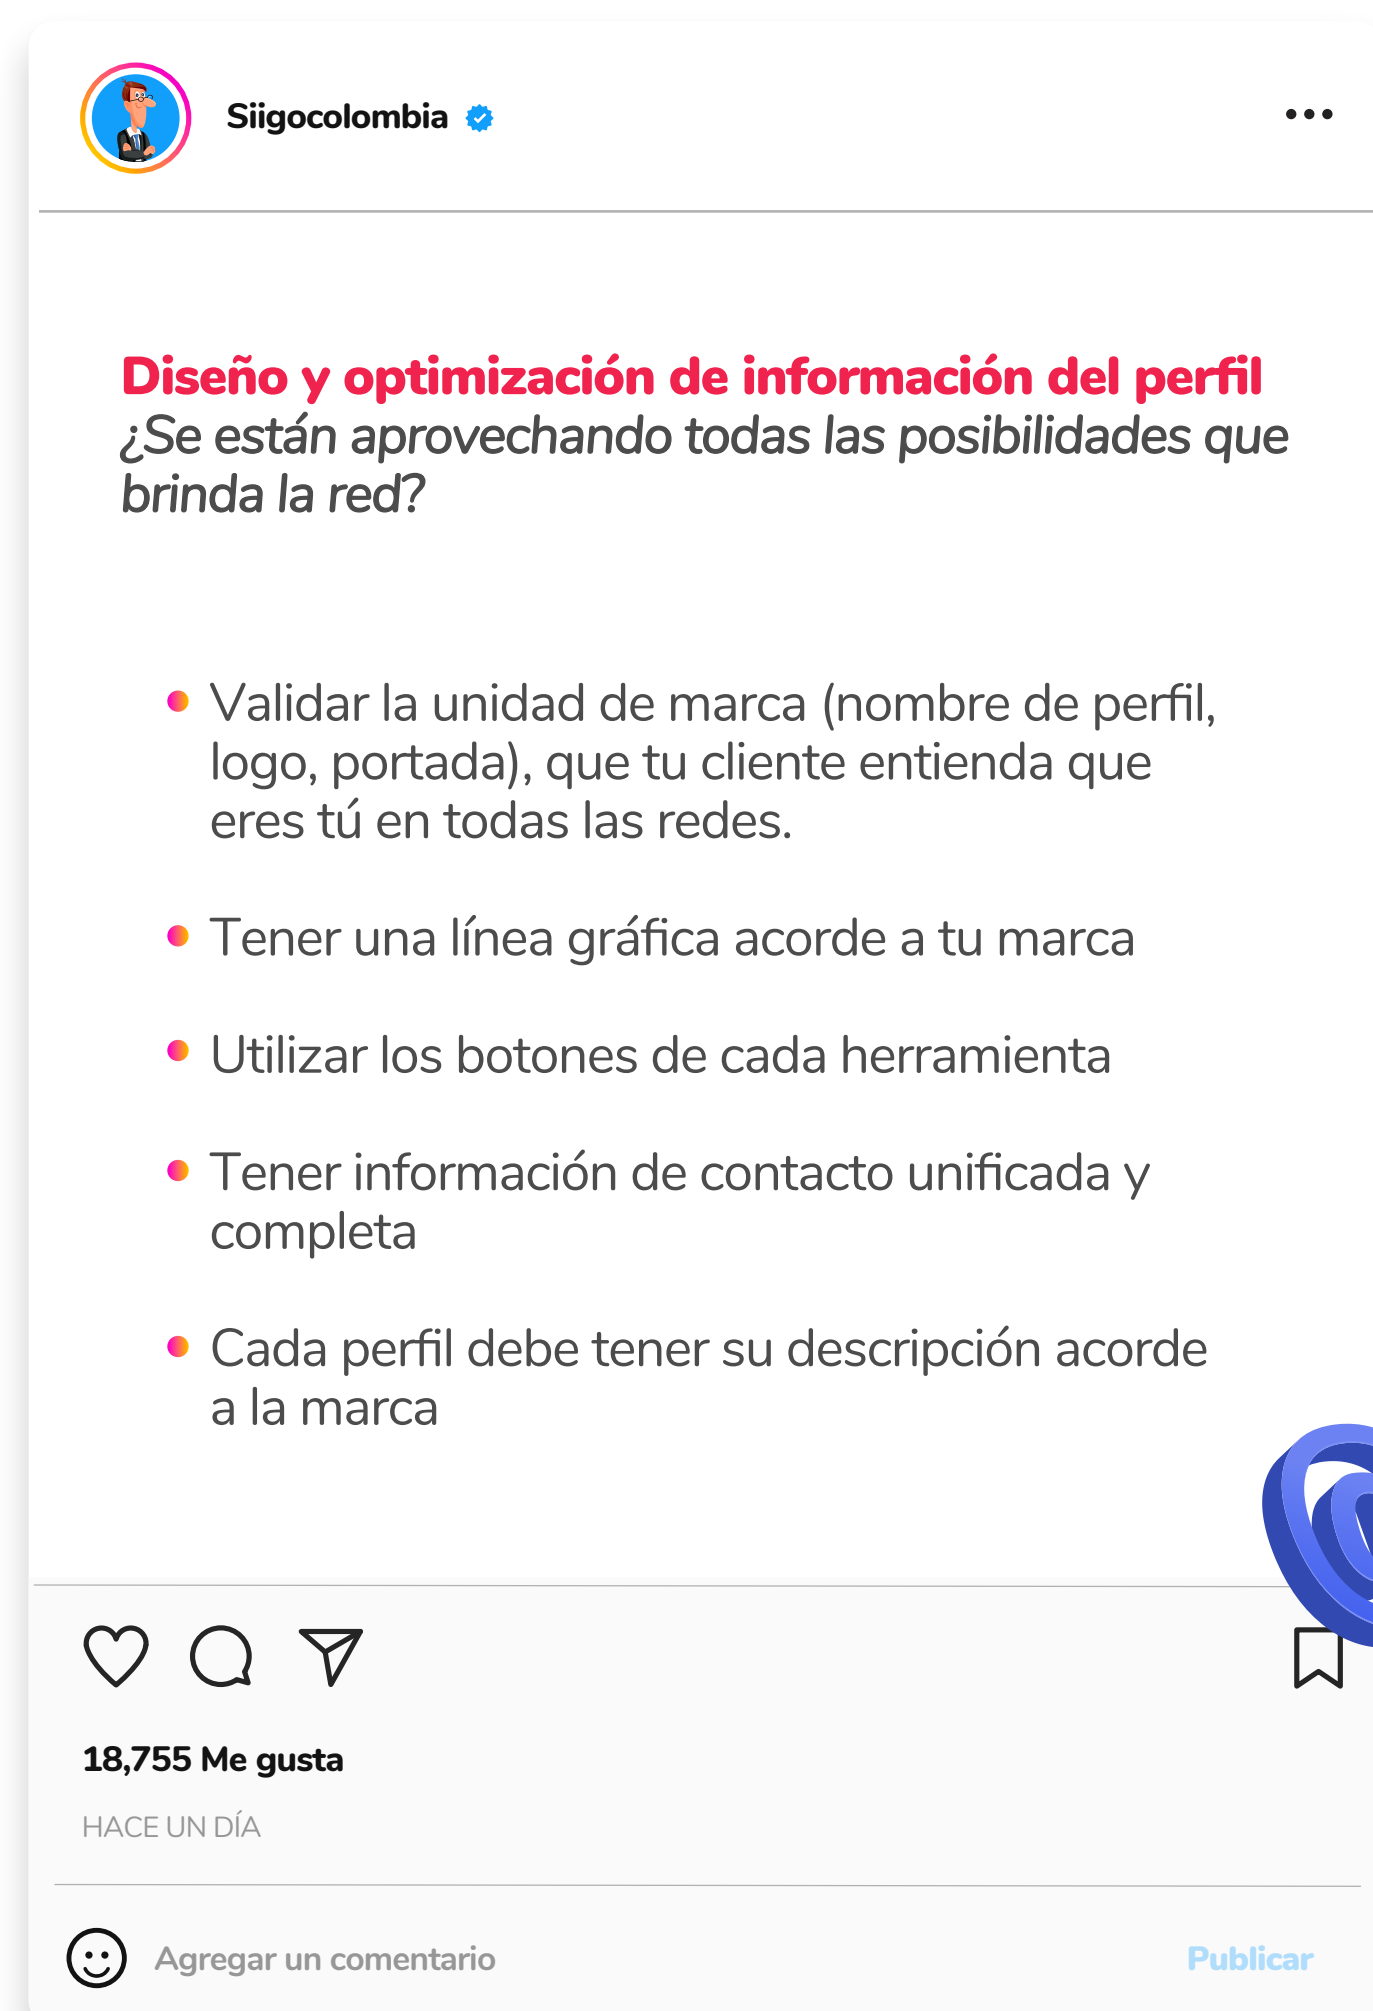 Siigocolombia
Diseño y optimización de información del perfil
¿Se están aprovechando todas las posibilidades que
brinda la red?
Validar la unidad de marca (nombre de perfil,
logo, portada), que tu cliente entienda que
eres tú en todas las redes.
Tener una línea gráfica acorde a tu marca
Utilizar los botones de cada herramienta
Tener información de contacto unificada y
completa
Cada perfil debe tener su descripción acorde
a la marca
18,755 Me gusta
HACE UN DÍA
Agregar un comentario
Publicar